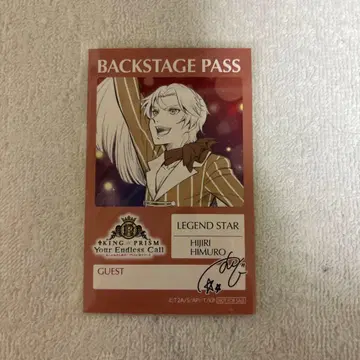 BACKSTAGE PASS
LEGEND STAR
HIJIRI
HIMURO
KING OF PRISM
Your Endless Call
GUEST